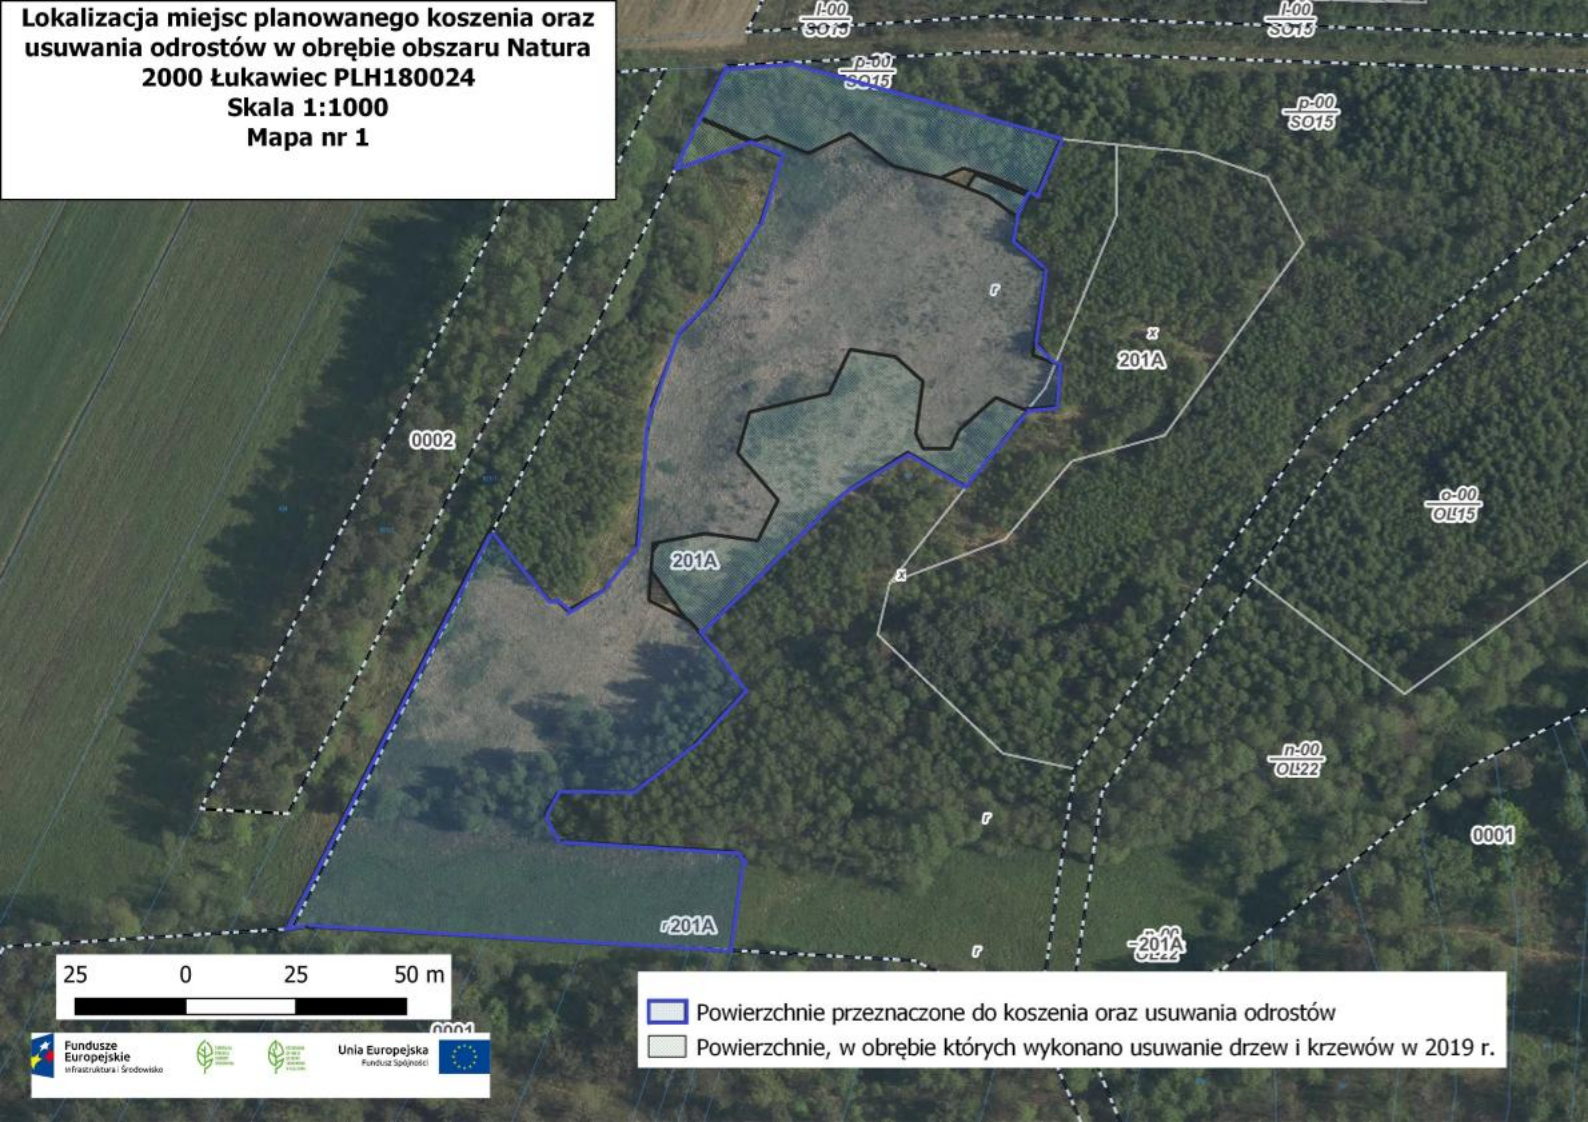 Lokalizacja miejsc planowanego koszenia oraz
usuwania odrostów w obrębie obszaru Natura
2000 Łukawiec PLH180024
Skala 1:1000
Mapa nr 1
l-00
SO15
l-00
SO15
p-00
SO15
p-00
SO15
r
x
201A
0002
o-00
OL15
201A
x
n-00
OL22
r
0001
r201A
r
201A
OL22
25 0 25 50 m
0001
Powierzchnie przeznaczone do koszenia oraz usuwania odrostów
Powierzchnie, w obrębie których wykonano usuwanie drzew i krzewów w 2019 r.
Fundusze
Europejskie
Infrastruktura i Środowisko
Unia Europejska
Fundusz Spójności